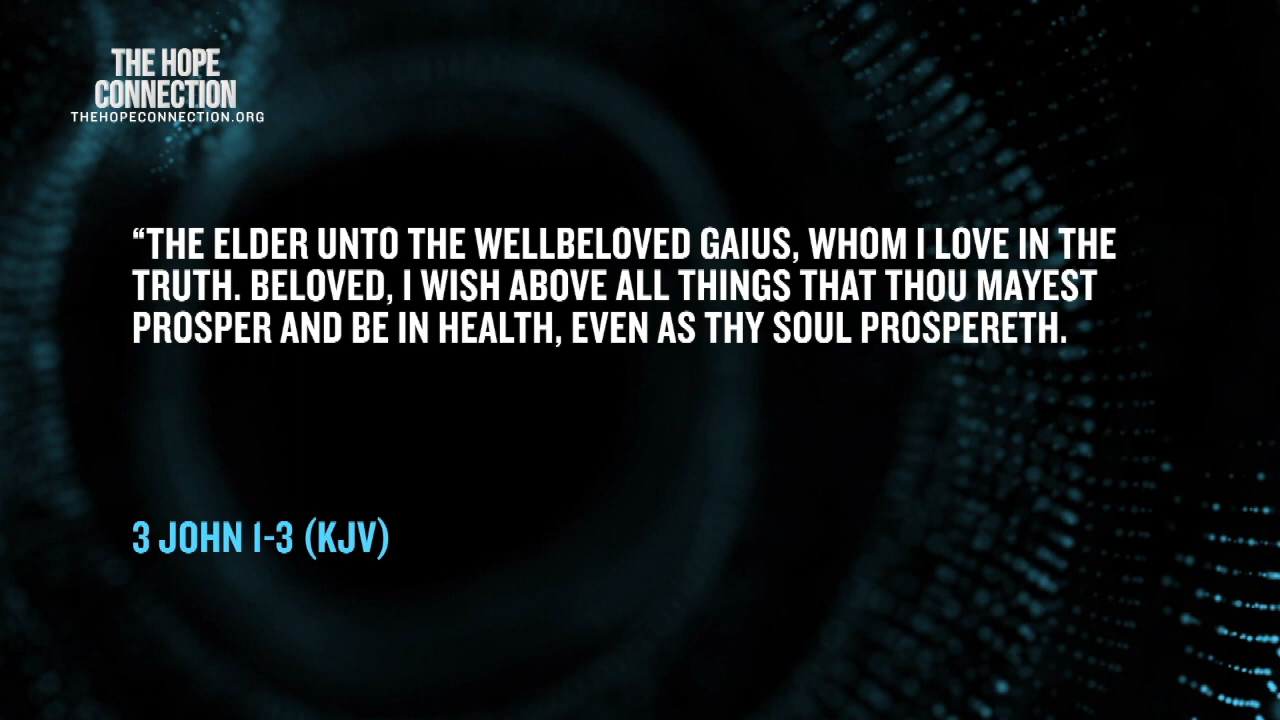 THE HOPE
CONNECTION
THEHOPECONNECTION.ORG
“THE ELDER UNTO THE WELLBELOVED GAIUS, WHOM I LOVE IN THE
TRUTH. BELOVED, I WISH ABOVE ALL THINGS THAT THOU MAYEST
PROSPER AND BE IN HEALTH, EVEN AS THY SOUL PROSPERETH.
3 JOHN 1-3 (KJV)